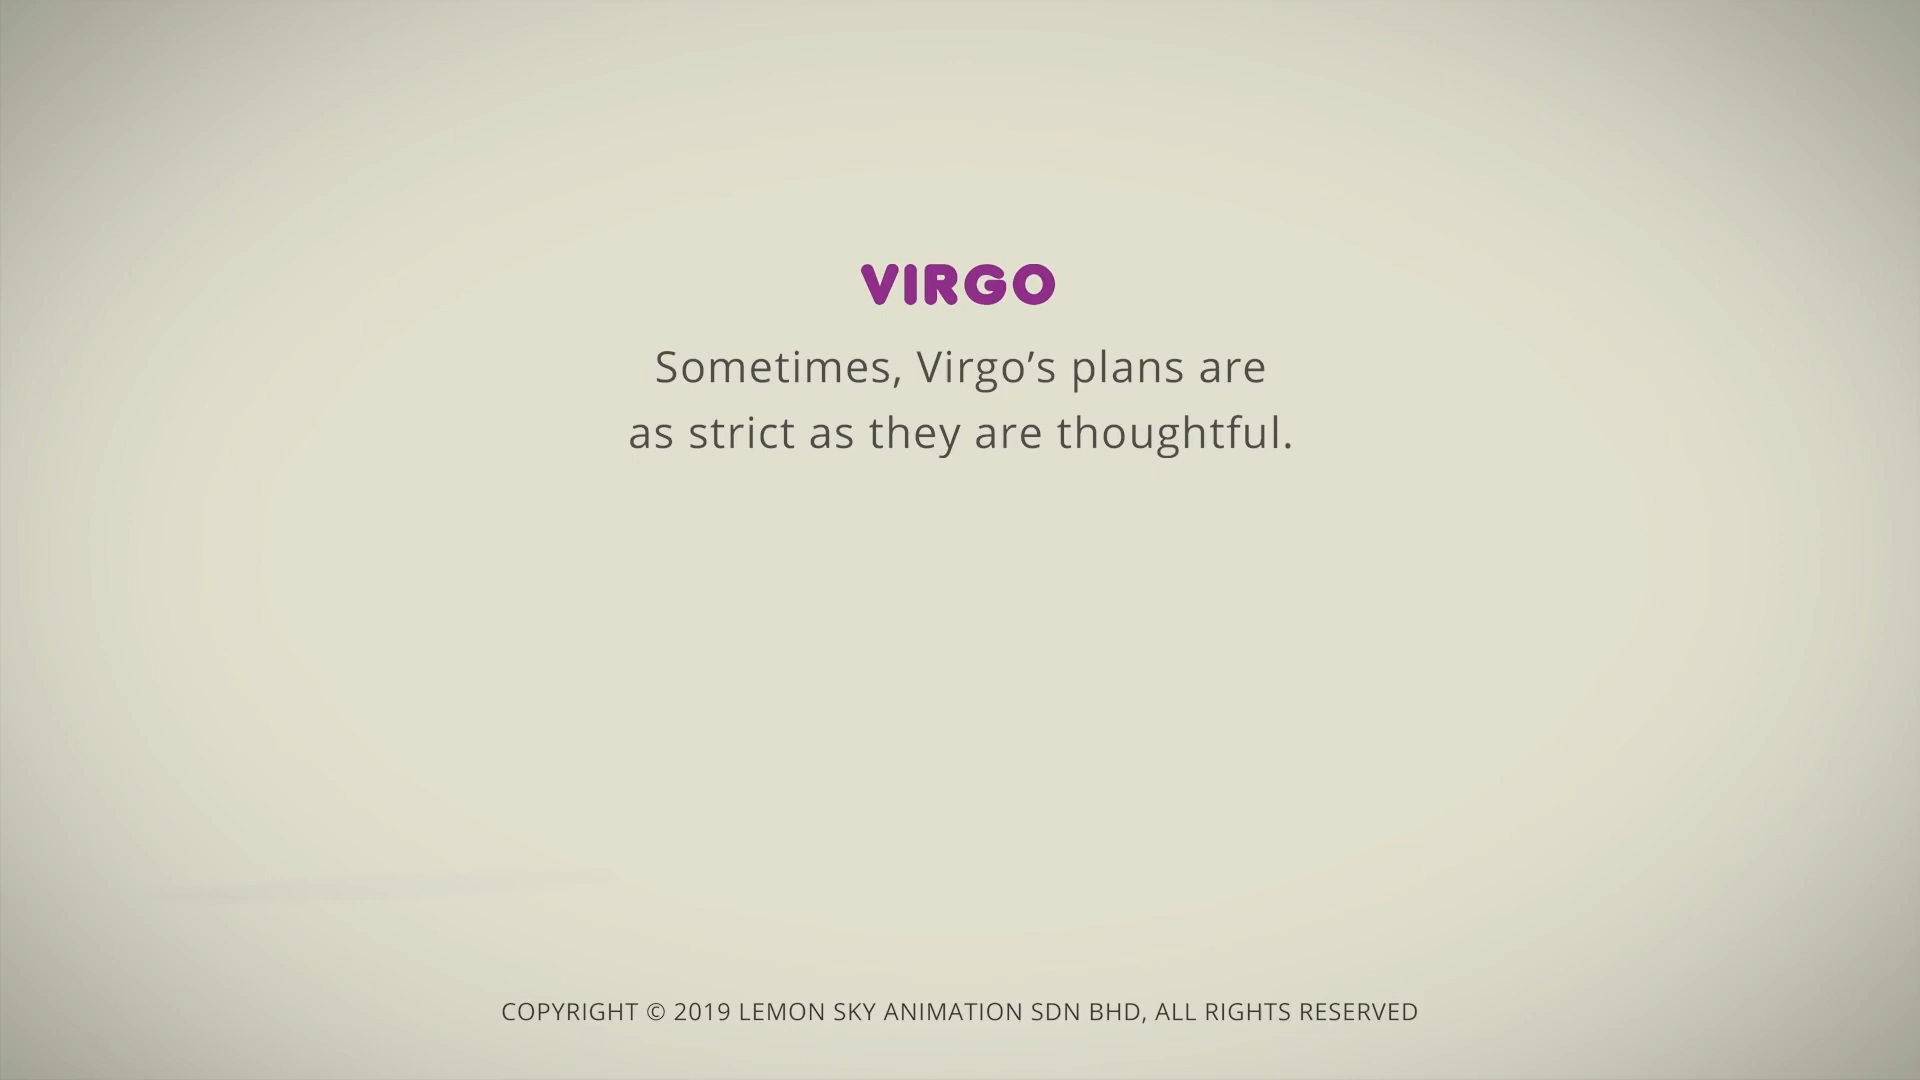 VIRGO
Sometimes, Virgo’s plans are
as strict as they are thoughtful.
COPYRIGHT © 2019 LEMON SKY ANIMATION SDN BHD, ALL RIGHTS RESERVED